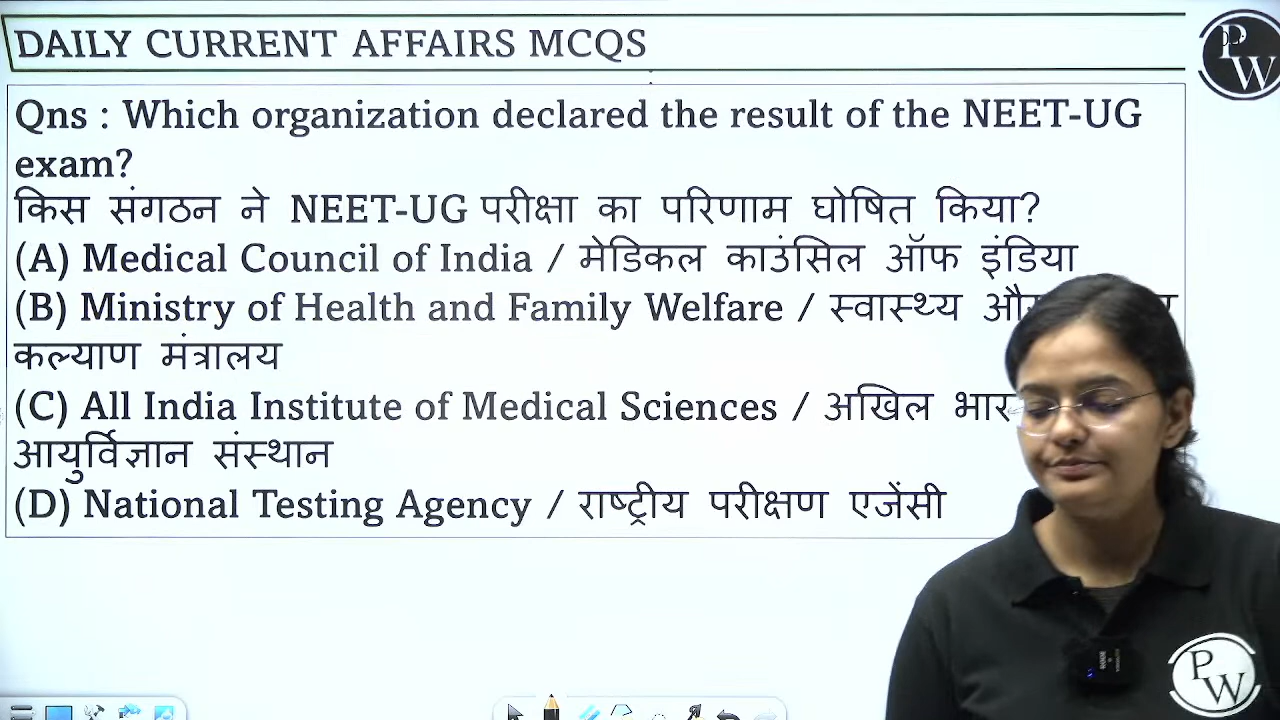 DAILY CURRENT AFFAIRS MCQS
PW
Qns : Which organization declared the result of the NEET-UG
exam?
किस संगठन ने NEET-UG परीक्षा का परिणाम घोषित किया?
(A) Medical Council of India / मेडिकल काउंसिल ऑफ इंडिया
(B) Ministry of Health and Family Welfare / स्वास्थ्य
कल्याण मंत्रालय
(C) All India Institute of Medical Sciences / अखिल
आयुर्विज्ञान संस्थान
(D) National Testing Agency / राष्ट्रीय परीक्षण एजेंसी
PW